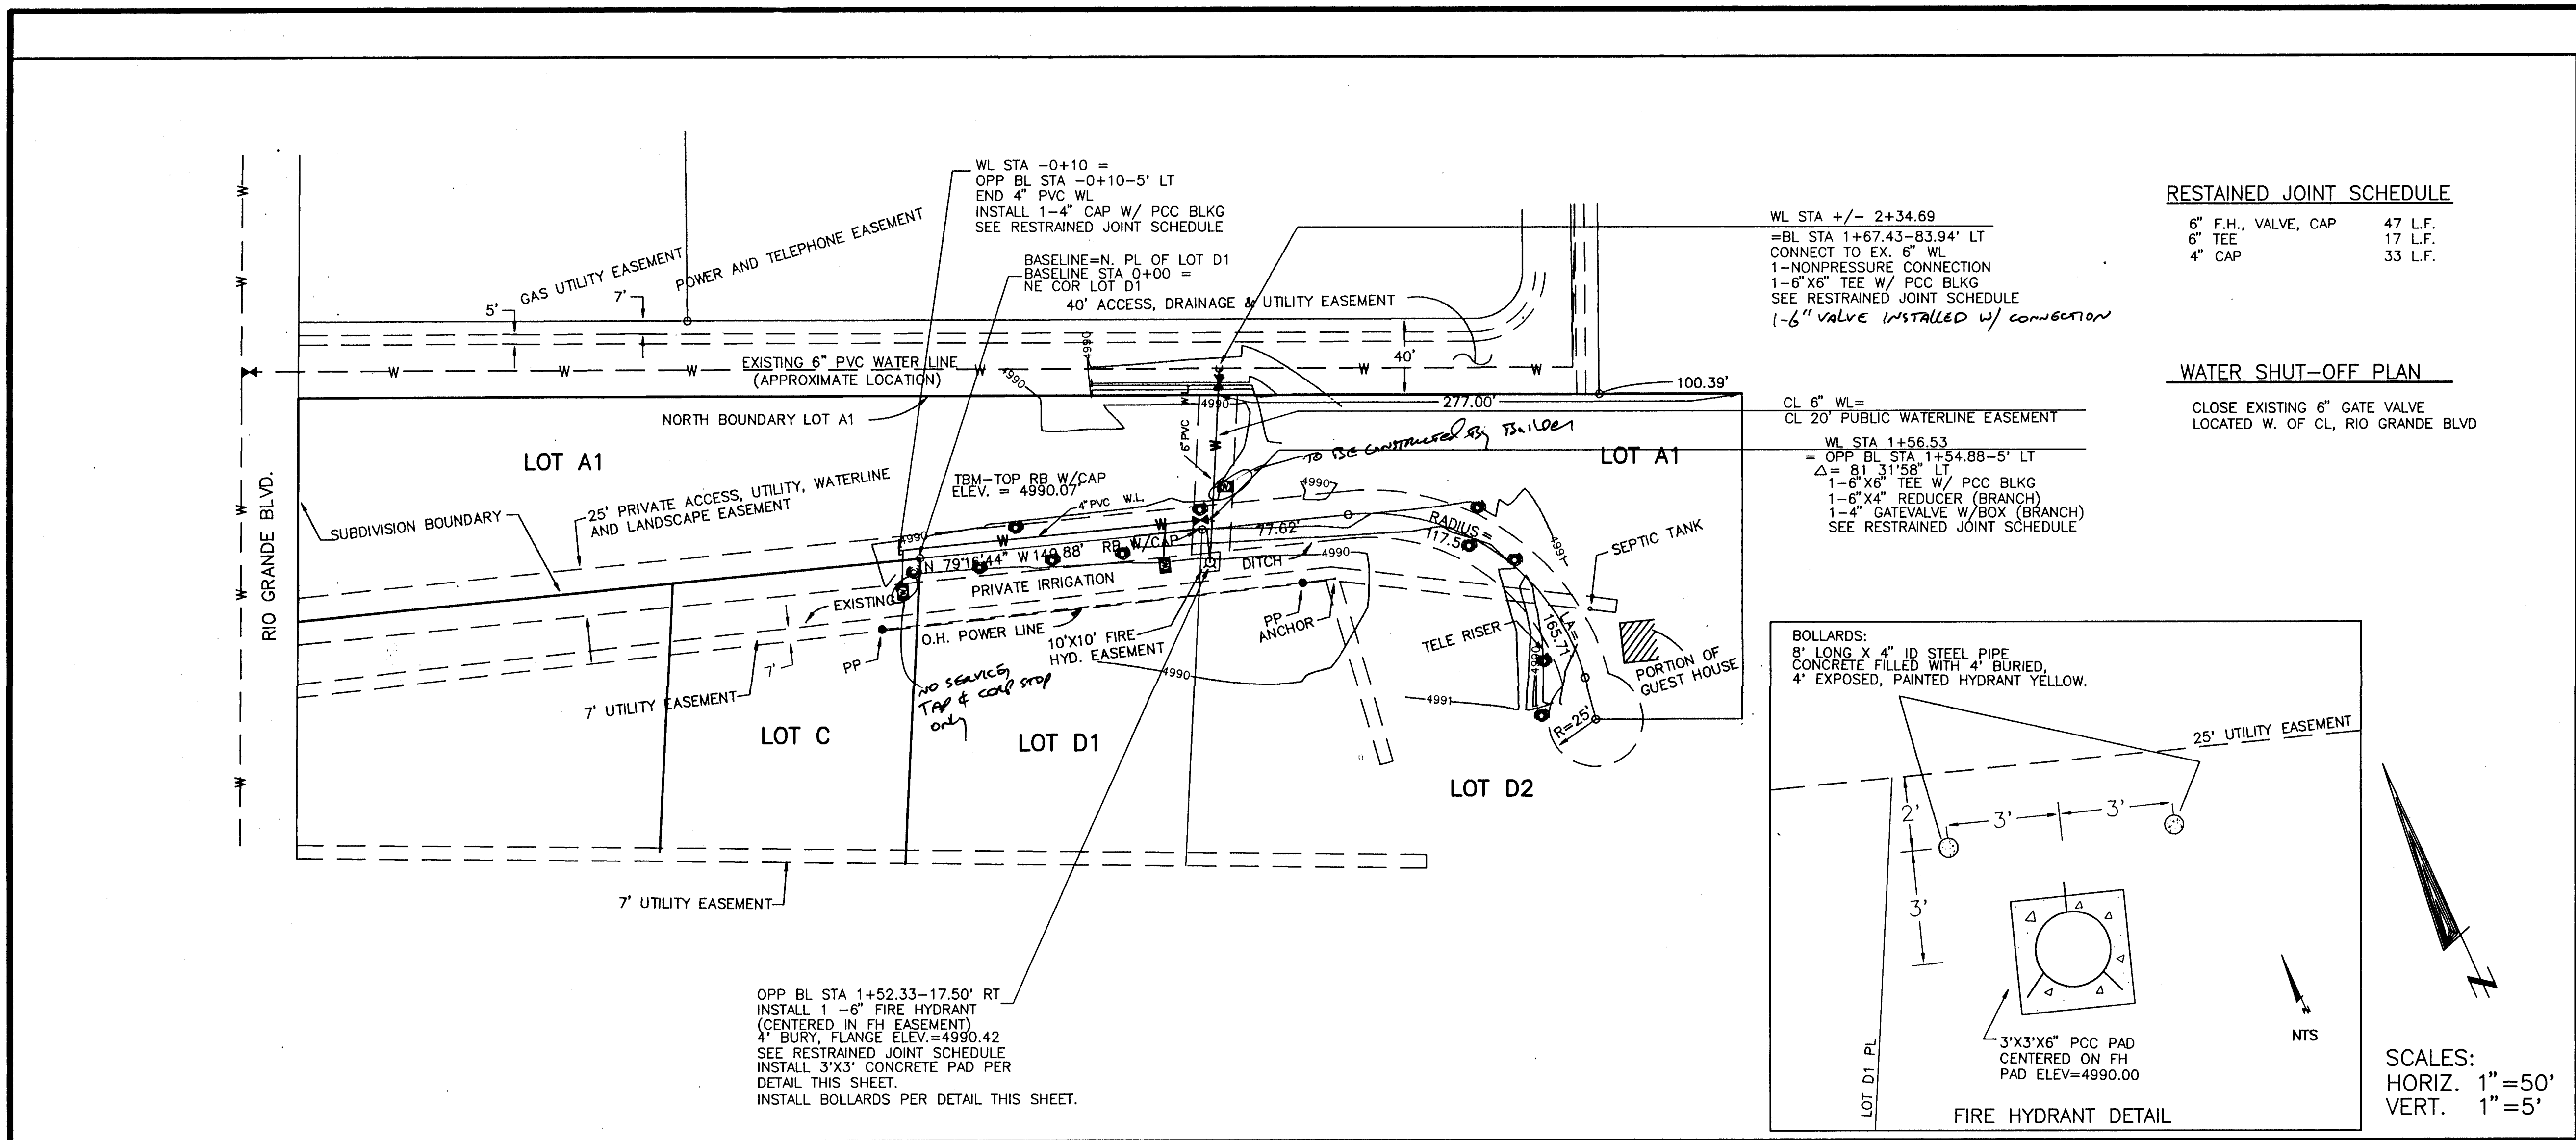 WL STA -0+10 =
OPP BL STA -0+10-5' LT
END 4" PVC WL
INSTALL 1-4" CAP W/ PCC BLKG
SEE RESTRAINED JOINT SCHEDULE
BASELINE=N. PL OF LOT D1
BASELINE STA 0+00 =
NE COR LOT D1
40' ACCESS, DRAINAGE & UTILITY EASEMENT
5'
GAS UTILITY EASEMENT
7'
POWER AND TELEPHONE EASEMENT
WL STA +/- 2+34.69
=BL STA 1+67.43-83.94' LT
CONNECT TO EX. 6" WL
1-NONPRESSURE CONNECTION
1-6"X6" TEE W/ PCC BLKG
SEE RESTRAINED JOINT SCHEDULE
1-6" VALVE INSTALLED W/ CONNECTION
RESTAINED JOINT SCHEDULE
6" F.H., VALVE, CAP 47 L.F.
6" TEE 17 L.F.
4" CAP 33 L.F.
WATER SHUT-OFF PLAN
CLOSE EXISTING 6" GATE VALVE
LOCATED W. OF CL, RIO GRANDE BLVD
W
W
W
W
W
W
W
W
W
W
W
EXISTING 6" PVC WATER LINE
(APPROXIMATE LOCATION)
4990
4990
40'
100.39'
277.00'
4990
NORTH BOUNDARY LOT A1
CL 6" WL=
CL 20' PUBLIC WATERLINE EASEMENT
WL STA 1+56.53
= OPP BL STA 1+54.88-5' LT
Δ= 81 31'58" LT
1-6"X6" TEE W/ PCC BLKG
1-6"X4" REDUCER (BRANCH)
1-4" GATEVALVE W/BOX (BRANCH)
SEE RESTRAINED JOINT SCHEDULE
6" PVC WL
W
TO BE CONSTRUCTED By Builder
LOT A1
LOT A1
RIO GRANDE BLVD.
SUBDIVISION BOUNDARY
25' PRIVATE ACCESS, UTILITY, WATERLINE
AND LANDSCAPE EASEMENT
TBM-TOP RB W/CAP
ELEV. = 4990.07'
4" PVC W.L.
W
W
4990
4990
N 79°16'44" W 149.88'
RB W/CAP
77.62'
RADIUS =
117.5
4991
SEPTIC TANK
DITCH
4990
PRIVATE IRRIGATION
EXISTING
O.H. POWER LINE
10'X10' FIRE
HYD. EASEMENT
PP
ANCHOR
TELE RISER
4990
LA=
165.71
PORTION OF
GUEST HOUSE
7'
PP
7' UTILITY EASEMENT
NO SERVICE,
TAP & CORP STOP
only
4990
4991
R=25'
LOT C
LOT D1
LOT D2
7' UTILITY EASEMENT
OPP BL STA 1+52.33-17.50' RT
INSTALL 1 -6" FIRE HYDRANT
(CENTERED IN FH EASEMENT)
4' BURY, FLANGE ELEV.=4990.42
SEE RESTRAINED JOINT SCHEDULE
INSTALL 3'X3' CONCRETE PAD PER
DETAIL THIS SHEET.
INSTALL BOLLARDS PER DETAIL THIS SHEET.
BOLLARDS:
8' LONG X 4" ID STEEL PIPE
CONCRETE FILLED WITH 4' BURIED,
4' EXPOSED, PAINTED HYDRANT YELLOW.
25' UTILITY EASEMENT
2'
3'
3'
3'
LOT D1 PL
3'X3'X6" PCC PAD
CENTERED ON FH
PAD ELEV=4990.00
N
NTS
FIRE HYDRANT DETAIL
N
SCALES:
HORIZ. 1"=50'
VERT. 1"=5'